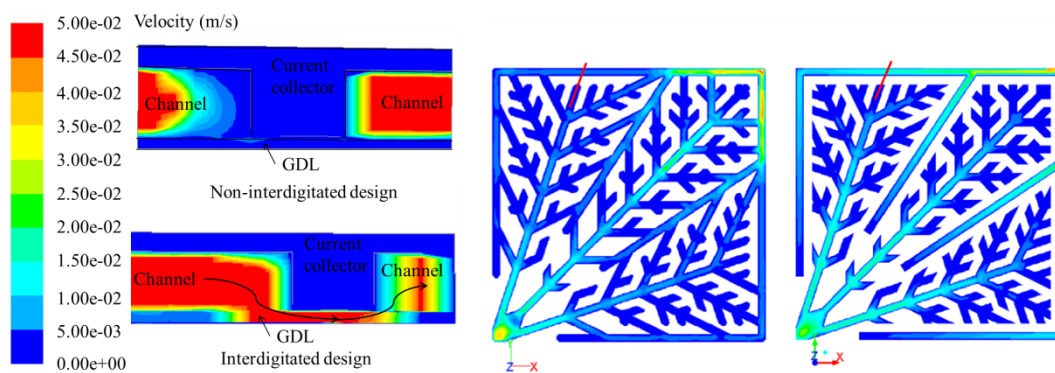 5.00e-02
Velocity (m/s)
4.50e-02
4.00e-02
3.50e-02
3.00e-02
2.50e-02
2.00e-02
1.50e-02
1.00e-02
5.00e-03
0.00e+00
Current
collector
Channel
Channel
GDL
Non-interdigitated design
Current
collector
Channel
Channel
GDL
Interdigitated design
Y
Z
X
Z
X